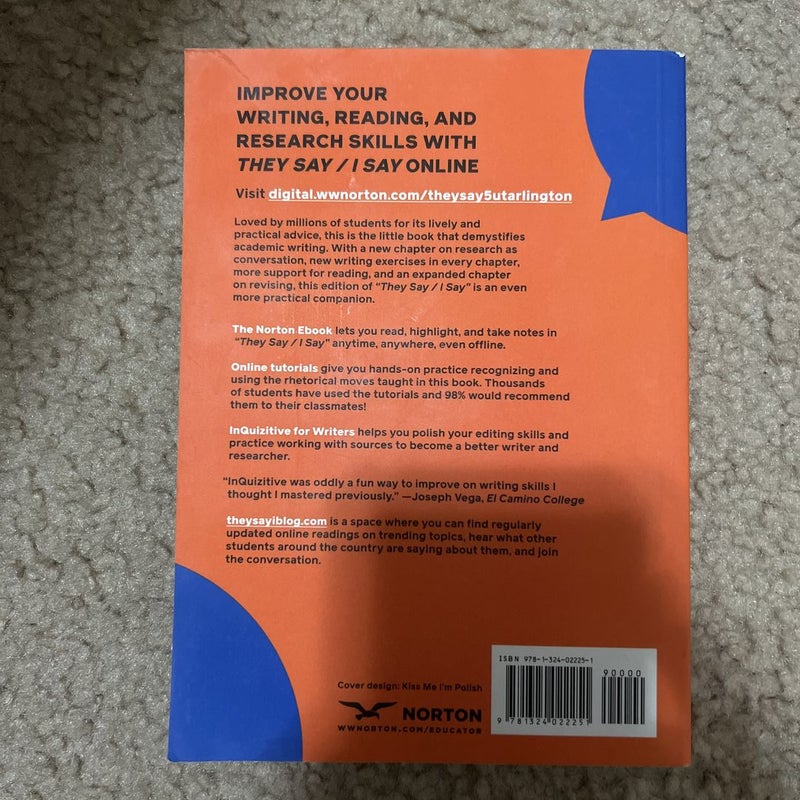 IMPROVE YOUR
WRITING, READING, AND
RESEARCH SKILLS WITH
THEY SAY / I SAY ONLINE
Visit digital.wwnorton.com/theysay5utarlington
Loved by millions of students for its lively and
practical advice, this is the little book that demystifies
academic writing. With a new chapter on research as
conversation, new writing exercises in every chapter,
more support for reading, and an expanded chapter
on revising, this edition of "They Say / I Say" is an even
more practical companion.
The Norton Ebook lets you read, highlight, and take notes in
"They Say / I Say" anytime, anywhere, even offline.
Online tutorials give you hands-on practice recognizing and
using the rhetorical moves taught in this book. Thousands
of students have used the tutorials and 98% would recommend
them to their classmates!
InQuizitive for Writers helps you polish your editing skills and
practice working with sources to become a better writer and
researcher.
"InQuizitive was oddly a fun way to improve on writing skills I
thought I mastered previously." —Joseph Vega, El Camino College
theysayiblog.com is a space where you can find regularly
updated online readings on trending topics, hear what other
students around the country are saying about them, and join
the conversation.
Cover design: Kiss Me I'm Polish
NORTON
WWNORTON.COM/EDUCATOR
ISBN 978-1-324-02225-1
90000
9 781324 022251